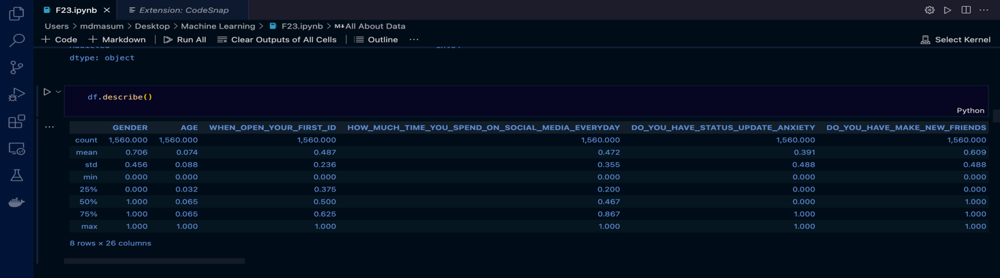 F23.ipynb Extension: CodeSnap
Users > mdmasum > Desktop > Machine Learning > F23.ipynb > M↓All About Data
+ Code + Markdown | Run All Clear Outputs of All Cells | Outline ... Select Kernel
dtype: object
df.describe()
Python
GENDER AGE WHEN_OPEN_YOUR_FIRST_ID HOW_MUCH_TIME_YOU_SPEND_ON_SOCIAL_MEDIA_EVERYDAY DO_YOU_HAVE_STATUS_UPDATE_ANXIETY DO_YOU_HAVE_MAKE_NEW_FRIENDS
count 1,560.000 1,560.000 1,560.000 1,560.000 1,560.000 1,560.000
mean 0.706 0.074 0.487 0.472 0.391 0.609
std 0.456 0.088 0.236 0.355 0.488 0.488
min 0.000 0.000 0.000 0.000 0.000 0.000
25% 0.000 0.032 0.375 0.200 0.000 0.000
50% 1.000 0.065 0.500 0.467 0.000 1.000
75% 1.000 0.065 0.625 0.867 1.000 1.000
max 1.000 1.000 1.000 1.000 1.000 1.000
8 rows × 26 columns